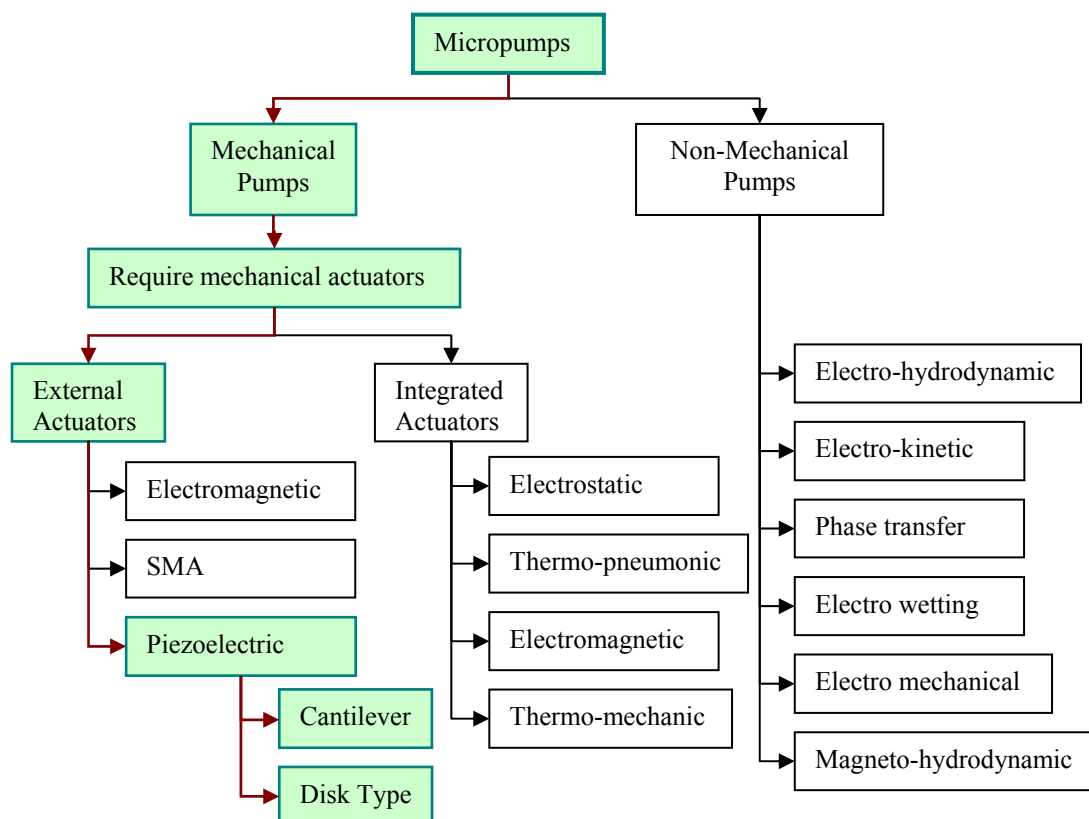 Micropumps
Mechanical
Pumps
Non-Mechanical
Pumps
Require mechanical actuators
External
Actuators
Integrated
Actuators
Electromagnetic
SMA
Piezoelectric
Cantilever
Disk Type
Electrostatic
Thermo-pneumonic
Electromagnetic
Thermo-mechanic
Electro-hydrodynamic
Electro-kinetic
Phase transfer
Electro wetting
Electro mechanical
Magneto-hydrodynamic